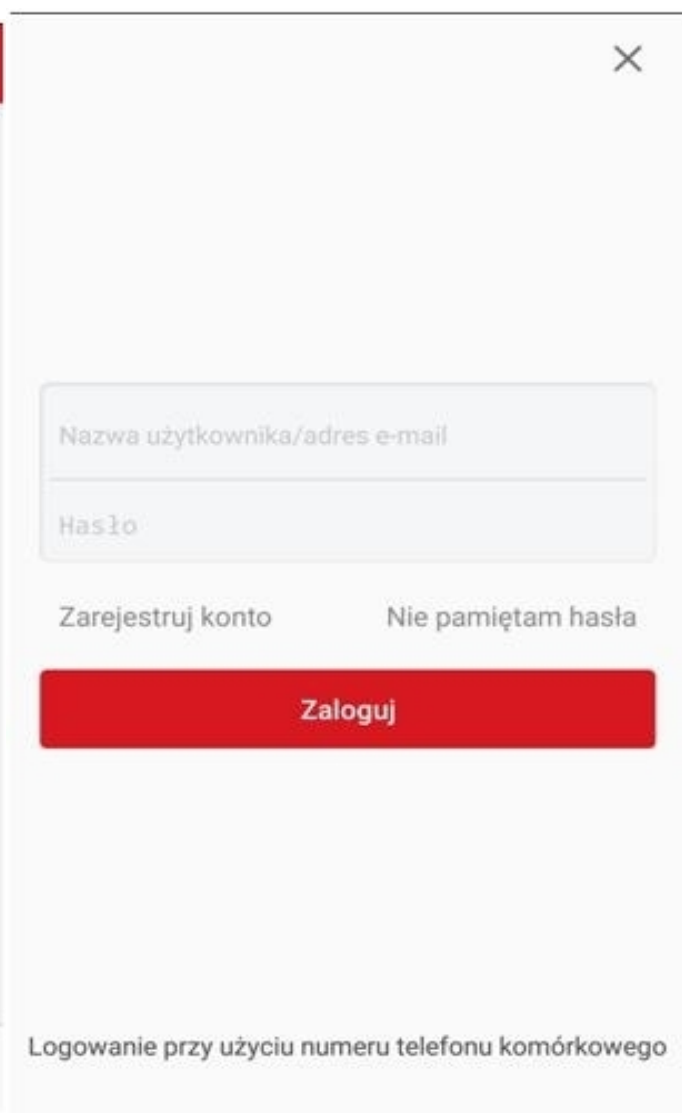 Nazwa użytkownika/adres e-mail
Hasło
Zarejestruj konto Nie pamiętam hasła
Zaloguj
Logowanie przy użyciu numeru telefonu komórkowego